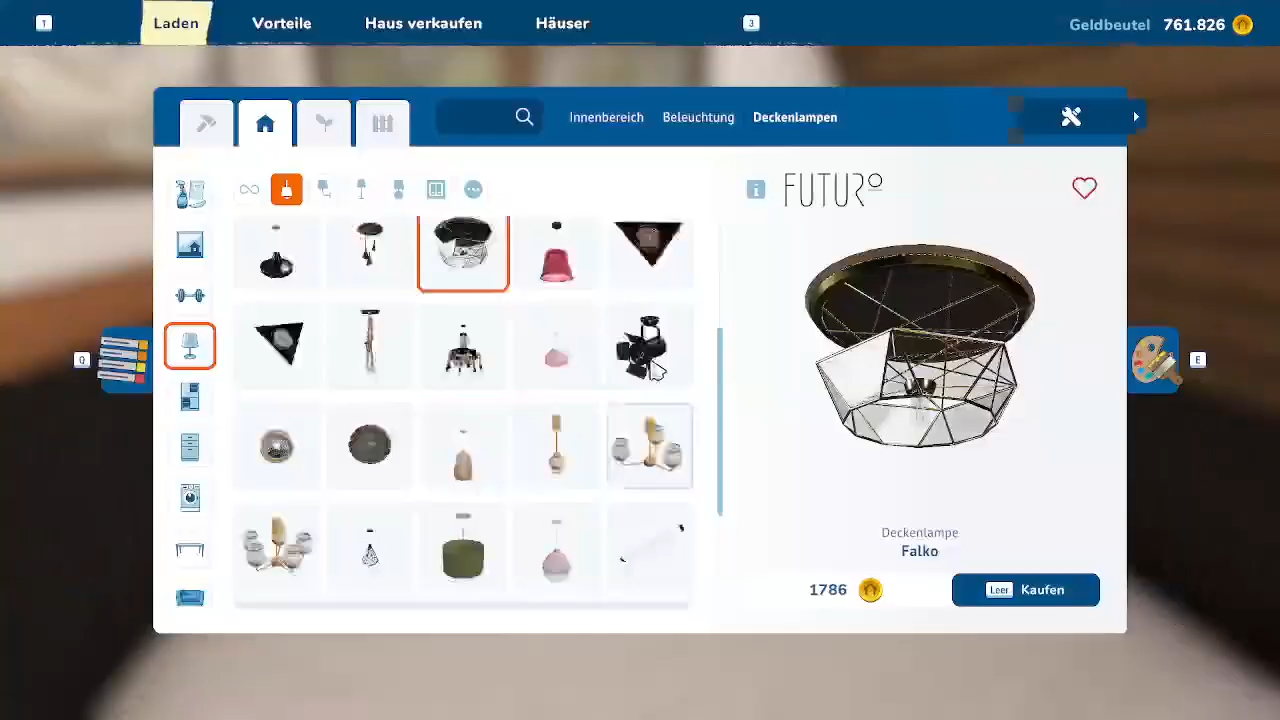 1
Laden
Vorteile
Haus verkaufen
Häuser
3
Geldbeutel 761.826
Innenbereich
Beleuchtung
Deckenlampen
FUTURO
Q
E
Deckenlampe
Falko
1786
Leer Kaufen